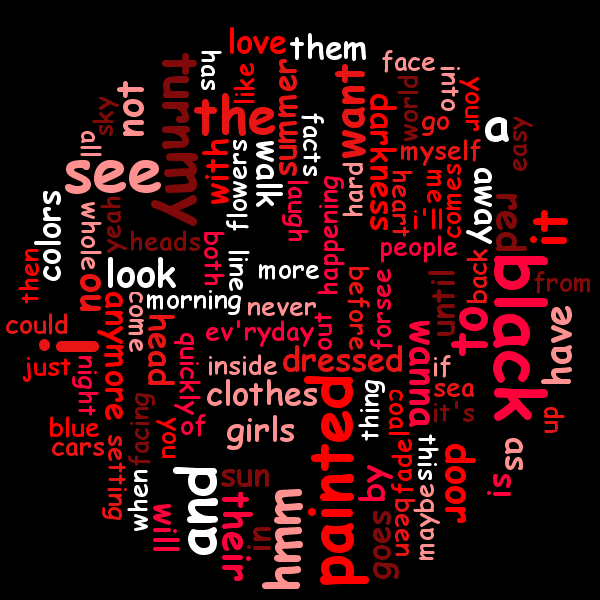 love
them
face
has
like
turn
my
not
sky
the
summer
want
darkness
world
into
your
go
a
easy
facts
all
see
with
flowers
walk
laugh
hard
heart
myself
me
comes
i'll
away
red
it
colors
whole
yeah
heads
both
line
more
happening
people
back
from
then
ou
look
morning
never
before
forsee
until
to
black
have
could
i
anymore
come
head
quickly
ev'ryday
out
wanna
just
night
inside
dressed
if
clothes
thing
coal
sea
it's
up
blue
cars
setting
facing
you
of
girls
painted
fade
this
door
as
when
and
sun
their
hmm
by
goes
been
maybe
is
will
in